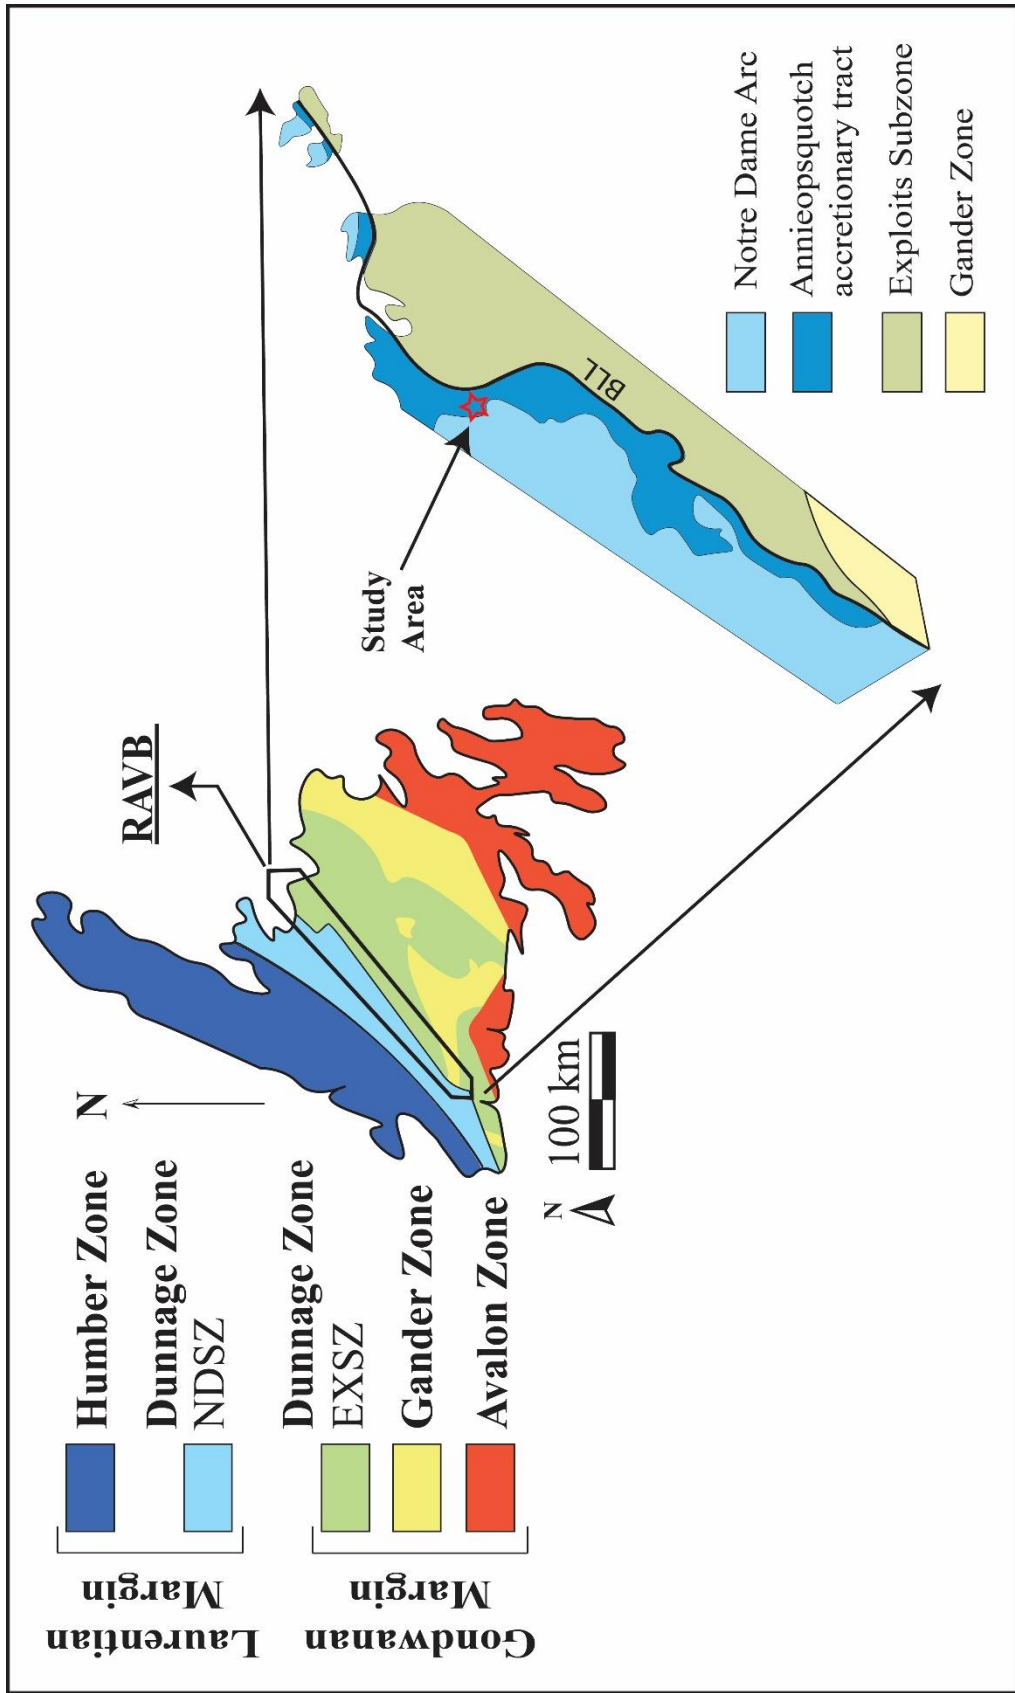 Laurentian
Margin
Humber Zone
Dunnage Zone
NDSZ
Gondwanan
Margin
Dunnage Zone
EXSZ
Gander Zone
Avalon Zone
N
N
100 km
RAVB
Study
Area
BLL
Notre Dame Arc
Annieopsquotch
accretionary tract
Exploits Subzone
Gander Zone